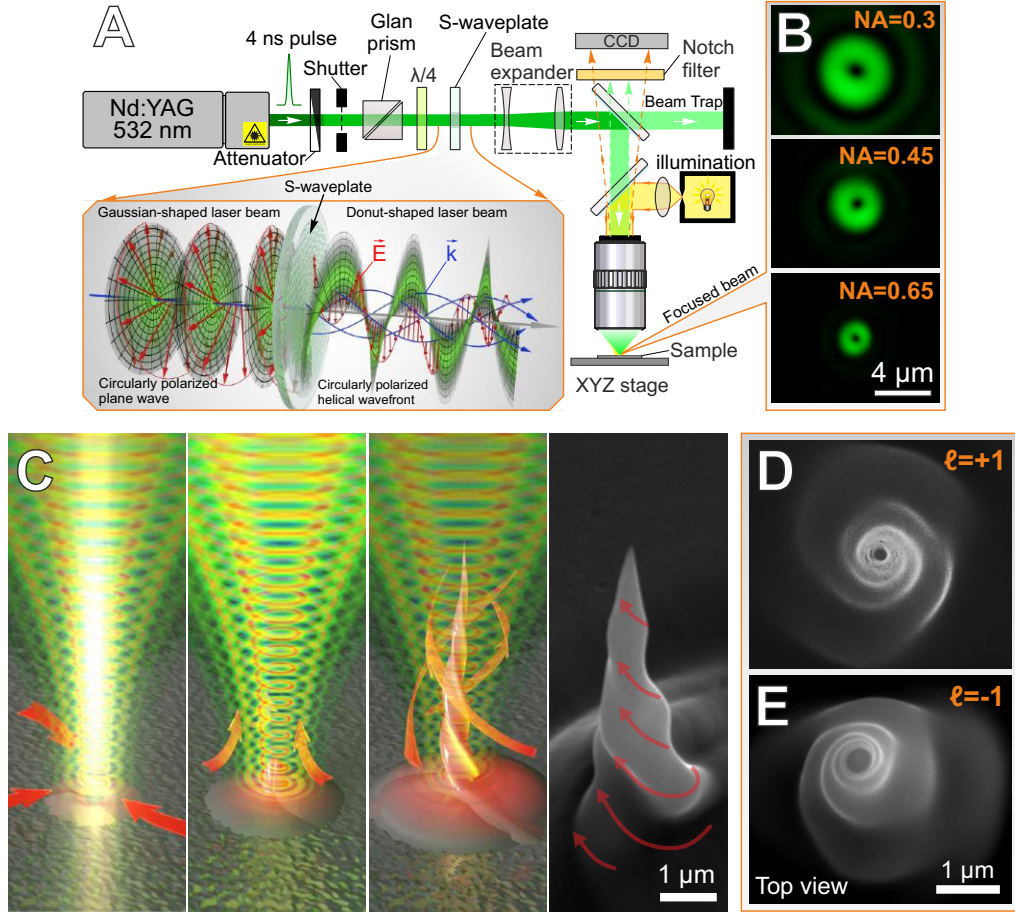 A
4 ns pulse
Shutter
Glan
prism
S-waveplate
λ/4
Beam
expander
CCD
Notch
filter
Beam Trap
Nd:YAG
532 nm
Attenuator
illumination
S-waveplate
Gaussian-shaped laser beam
Donut-shaped laser beam
E
k
Circularly polarized
plane wave
Circularly polarized
helical wavefront
Focused beam
Sample
XYZ stage
B
NA=0.3
NA=0.45
NA=0.65
4 µm
C
1 µm
D
ℓ=+1
E
ℓ=-1
Top view
1 µm